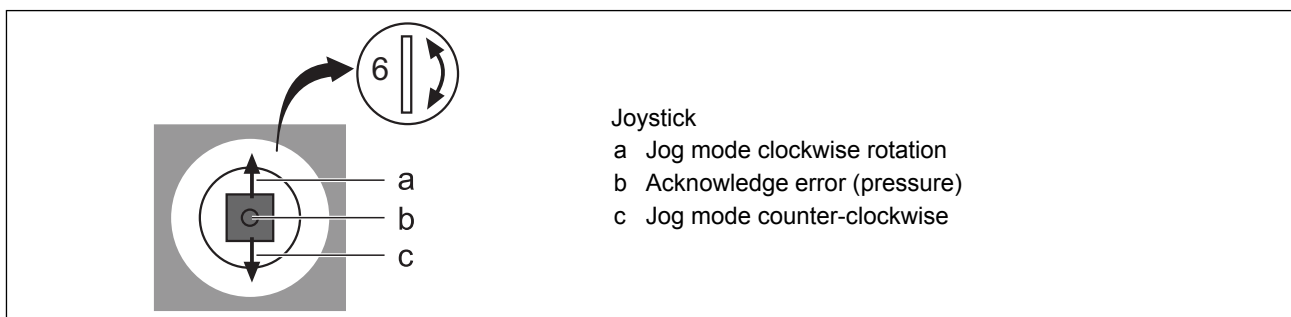 6
a
b
c
Joystick
a Jog mode clockwise rotation
b Acknowledge error (pressure)
c Jog mode counter-clockwise